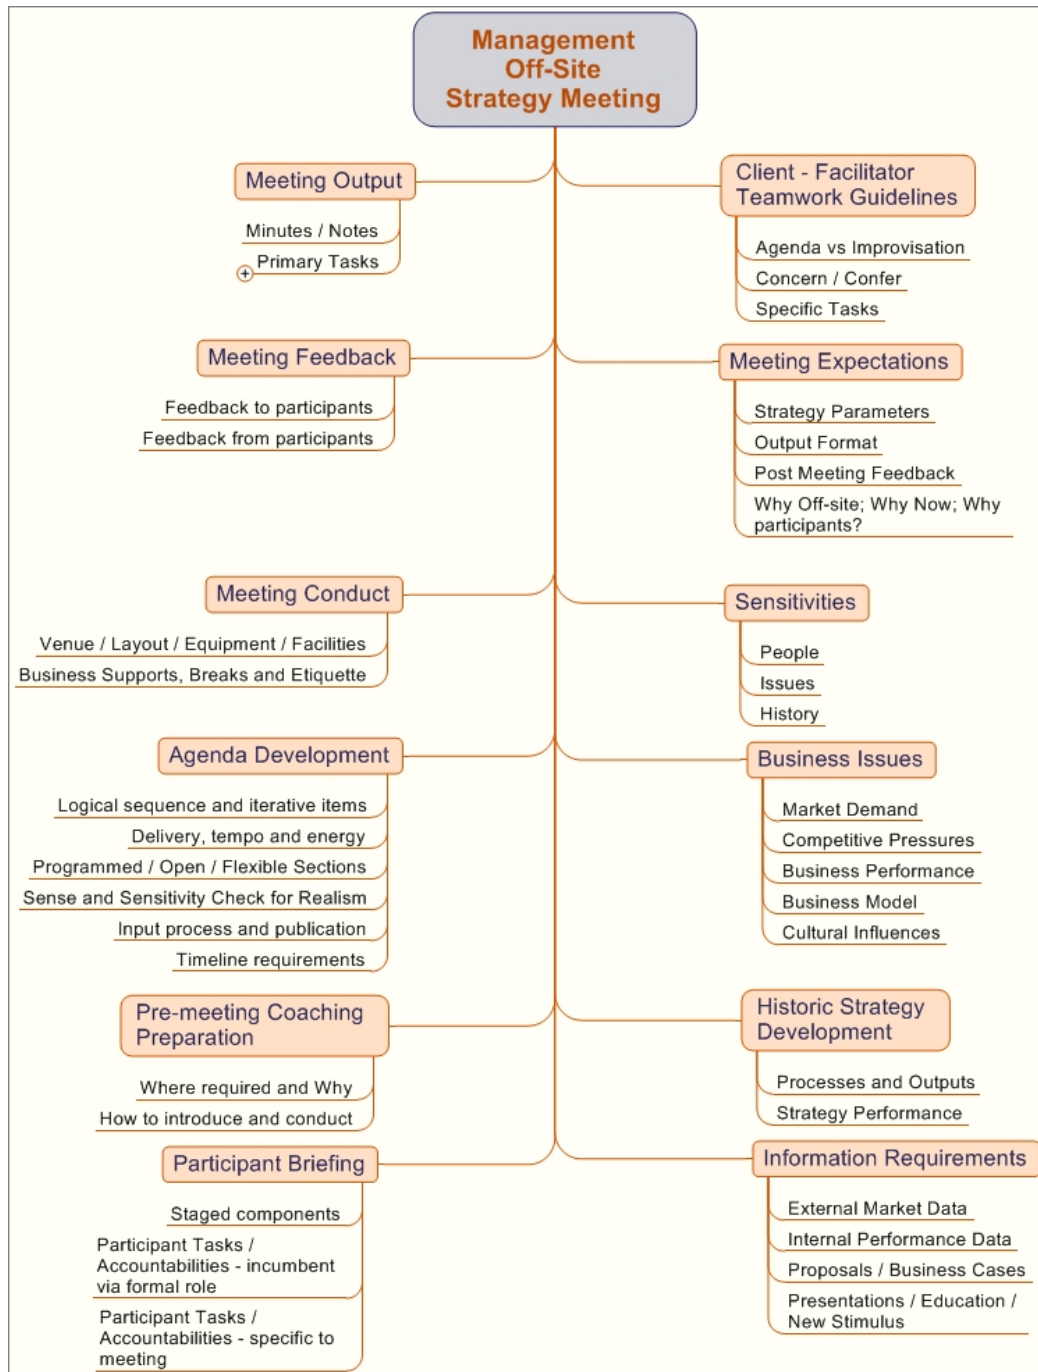 Management
Off-Site
Strategy Meeting
Meeting Output
Minutes / Notes
Primary Tasks
Meeting Feedback
Feedback to participants
Feedback from participants
Meeting Conduct
Venue / Layout / Equipment / Facilities
Business Supports, Breaks and Etiquette
Agenda Development
Logical sequence and iterative items
Delivery, tempo and energy
Programmed / Open / Flexible Sections
Sense and Sensitivity Check for Realism
Input process and publication
Timeline requirements
Pre-meeting Coaching
Preparation
Where required and Why
How to introduce and conduct
Participant Briefing
Staged components
Participant Tasks /
Accountabilities - incumbent
via formal role
Participant Tasks /
Accountabilities - specific to
meeting
Client - Facilitator
Teamwork Guidelines
Agenda vs Improvisation
Concern / Confer
Specific Tasks
Meeting Expectations
Strategy Parameters
Output Format
Post Meeting Feedback
Why Off-site; Why Now; Why
participants?
Sensitivities
People
Issues
History
Business Issues
Market Demand
Competitive Pressures
Business Performance
Business Model
Cultural Influences
Historic Strategy
Development
Processes and Outputs
Strategy Performance
Information Requirements
External Market Data
Internal Performance Data
Proposals / Business Cases
Presentations / Education /
New Stimulus